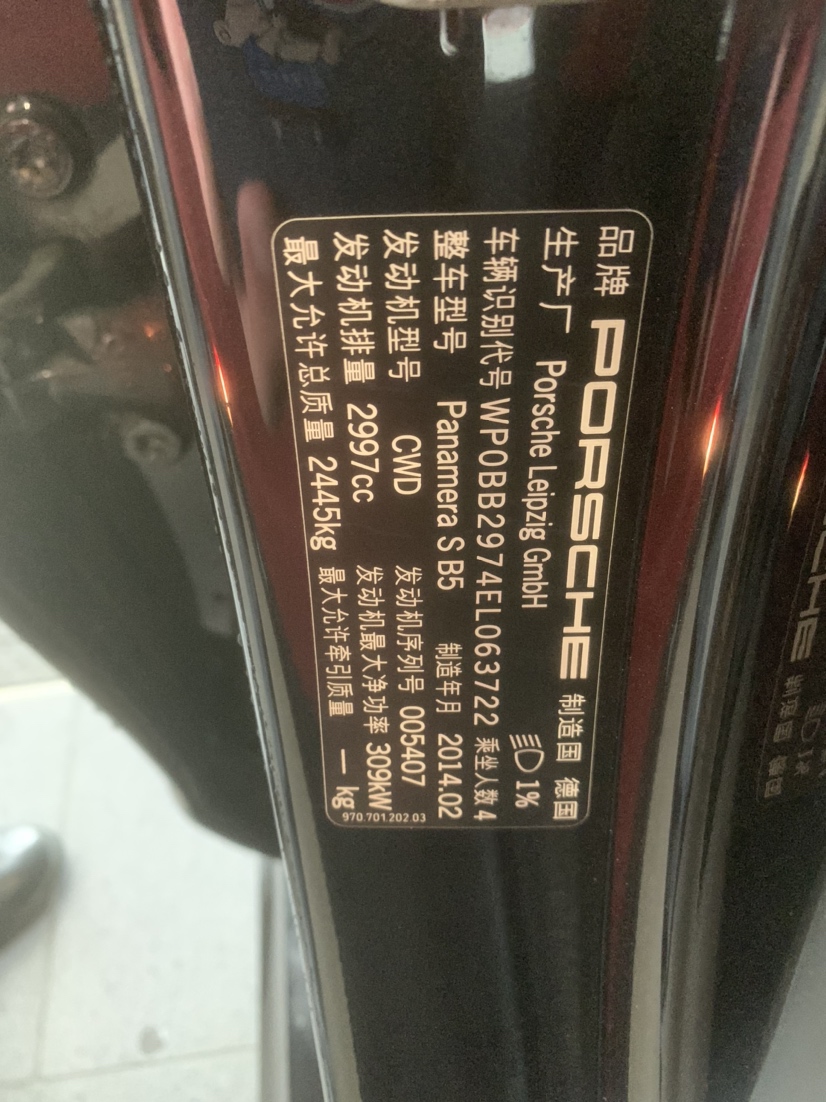 品牌 PORSCHE 制造国 德国
生产厂 Porsche Leipzig GmbH 1%
车辆识别代号 WP0BB2974EL063722 乘坐人数 4
整车型号 Panamera S B5 制造年月 2014.02
发动机型号 CWD 发动机序列号 005407
发动机排量 2997cc 发动机最大净功率 309kW
最大允许总质量 2445kg 最大允许牵引质量 — kg
970.701.202.03